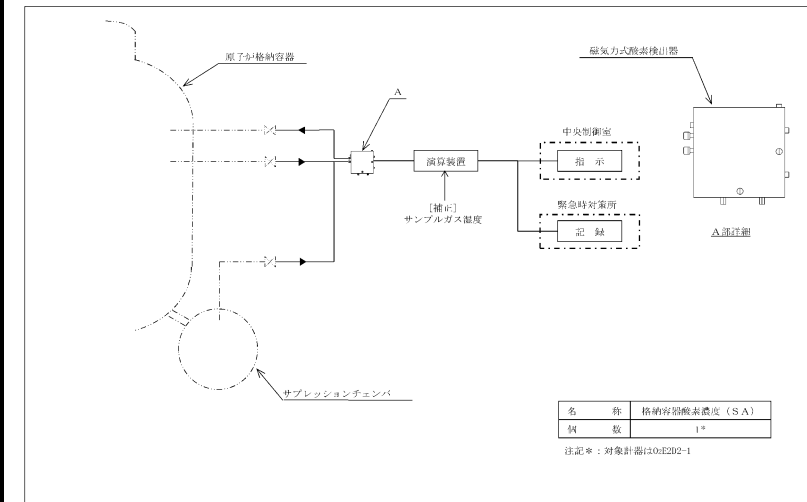 原子炉格納容器
磁気力式酸素検出器
A
中央制御室
演算装置
指 示
[補正]
サンプルガス湿度
緊急時対策所
記 録
A部詳細
サプレッションチェンバ
名 称 格納容器酸素濃度（ＳＡ）
個 数 1＊
注記＊：対象計器はO2E2D2-1